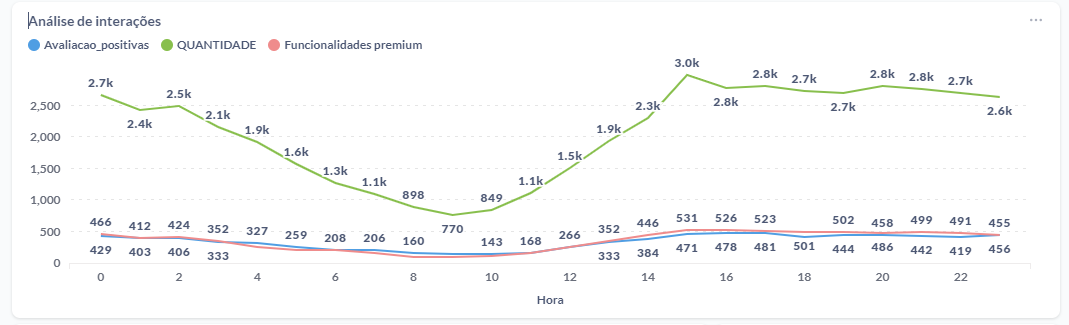 Análise de interações
Avaliacao_positivas QUANTIDADE Funcionalidades premium
3.0k
2.7k 2.5k 2.3k 2.8k 2.7k 2.8k 2.8k 2.7k
2,500 2.4k 2.1k 2.8k 2.7k 2.6k
2,000 1.9k 1.9k
1,500 1.6k 1.3k 1.5k
1,000 1.1k 898 849 1.1k
500 466 412 424 352 327 259 208 206 160 770 143 168 266 352 446 531 526 523 502 458 499 491 455
0 429 403 406 333 333 384 471 478 481 501 444 486 442 419 456
0 2 4 6 8 10 12 14 16 18 20 22
Hora